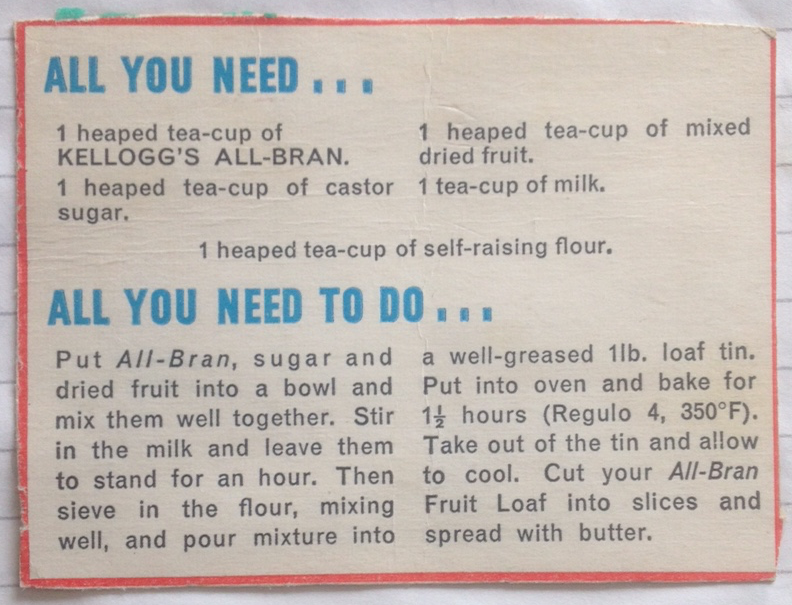 ALL YOU NEED...
1 heaped tea-cup of
KELLOGG'S ALL-BRAN.
1 heaped tea-cup of castor
sugar.
1 heaped tea-cup of mixed
dried fruit.
1 tea-cup of milk.
1 heaped tea-cup of self-raising flour.
ALL YOU NEED TO DO...
Put All-Bran, sugar and
dried fruit into a bowl and
mix them well together. Stir
in the milk and leave them
to stand for an hour. Then
sieve in the flour, mixing
well, and pour mixture into
a well-greased 1lb. loaf tin.
Put into oven and bake for
1½ hours (Regulo 4, 350°F).
Take out of the tin and allow
to cool. Cut your All-Bran
Fruit Loaf into slices and
spread with butter.